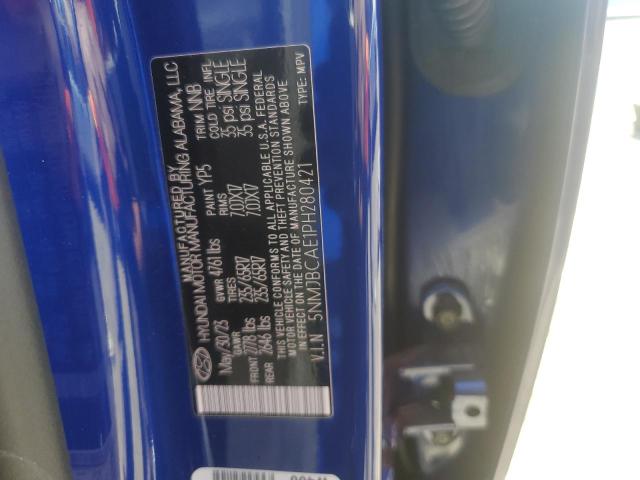 MANUFACTURED BY
HYUNDAI MOTOR MANUFACTURING ALABAMA, LLC
May/30/23 GVWR 4761lbs PAINT YP5 TRIM NNB
GAWR TIRES RIMS COLD TIRE INFL
FRONT 2778 lbs 235/65R17 7.0JX17 35 psi SINGLE
REAR 2646 lbs 235/65R17 7.0JX17 35 psi SINGLE
THIS VEHICLE CONFORMS TO ALL APPLICABLE U.S.A. FEDERAL
MOTOR VEHICLE SAFETY AND THEFT PREVENTION STANDARDS
IN EFFECT ON THE DATE OF MANUFACTURE SHOWN ABOVE
V.I.N 5NMJBCAE1PH280421 TYPE: MPV